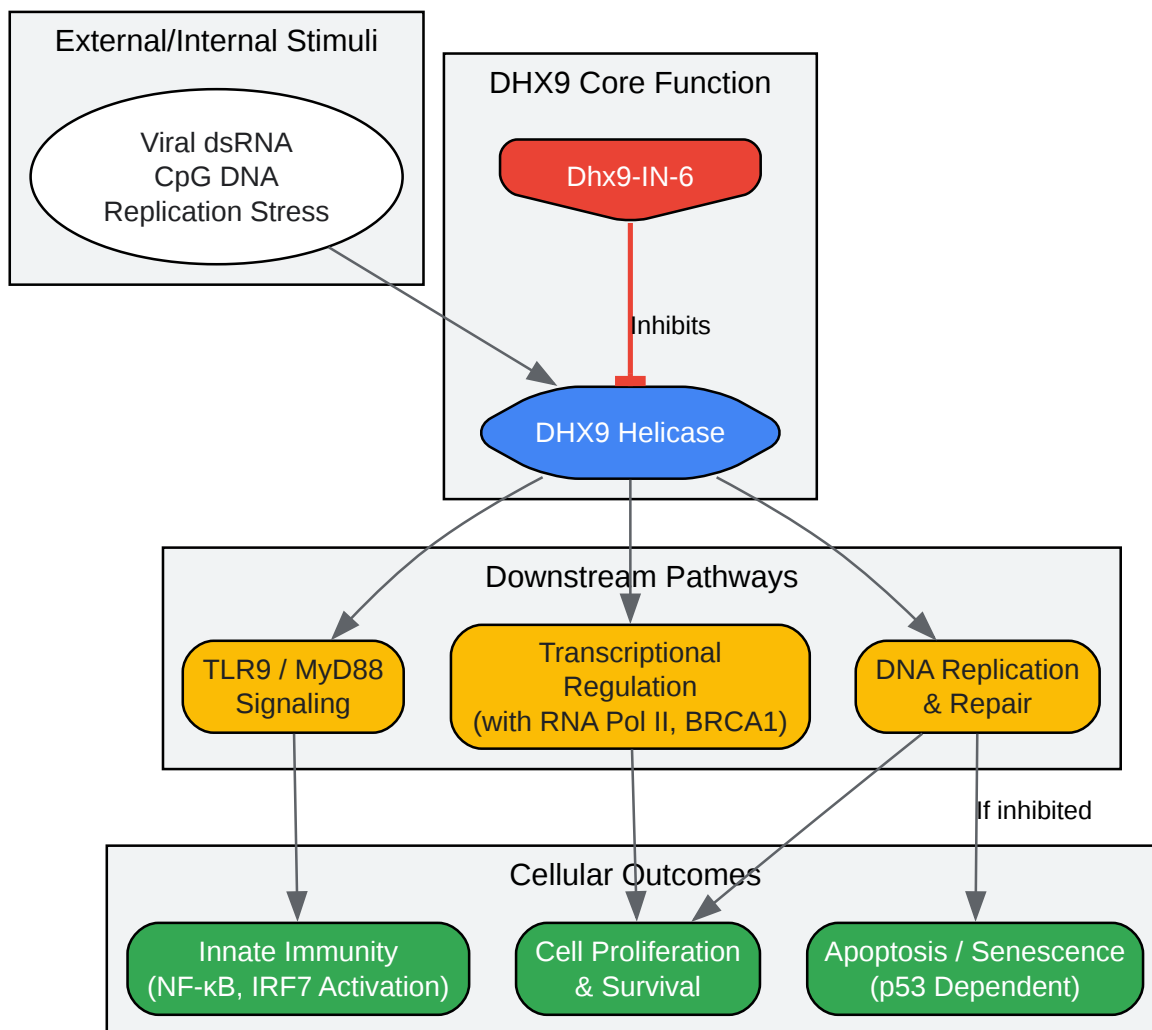 External/Internal Stimuli
Viral dsRNA
CpG DNA
Replication Stress
DHX9 Core Function
Dhx9-IN-6
Inhibits
DHX9 Helicase
Downstream Pathways
TLR9 / MyD88
Signaling
Transcriptional
Regulation
(with RNA Pol II, BRCA1)
DNA Replication
& Repair
If inhibited
Cellular Outcomes
Innate Immunity
(NF-κB, IRF7 Activation)
Cell Proliferation
& Survival
Apoptosis / Senescence
(p53 Dependent)